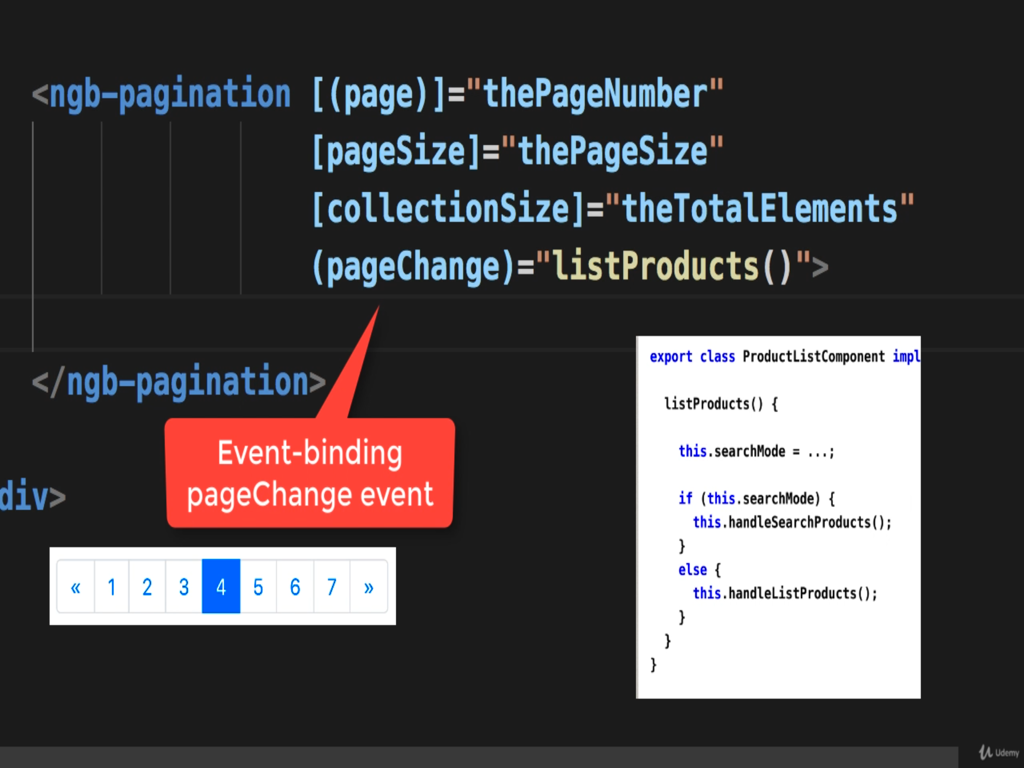 <ngb-pagination [(page)]="thePageNumber"
[pageSize]="thePageSize"
[collectionSize]="theTotalElements"
(pageChange)="listProducts()">
</ngb-pagination>
Event-binding
pageChange event
div>
« 1 2 3 4 5 6 7 »
export class ProductListComponent impl
listProducts() {
this.searchMode = ...;
if (this.searchMode) {
this.handleSearchProducts();
}
else {
this.handleListProducts();
}
}
}
Udemy